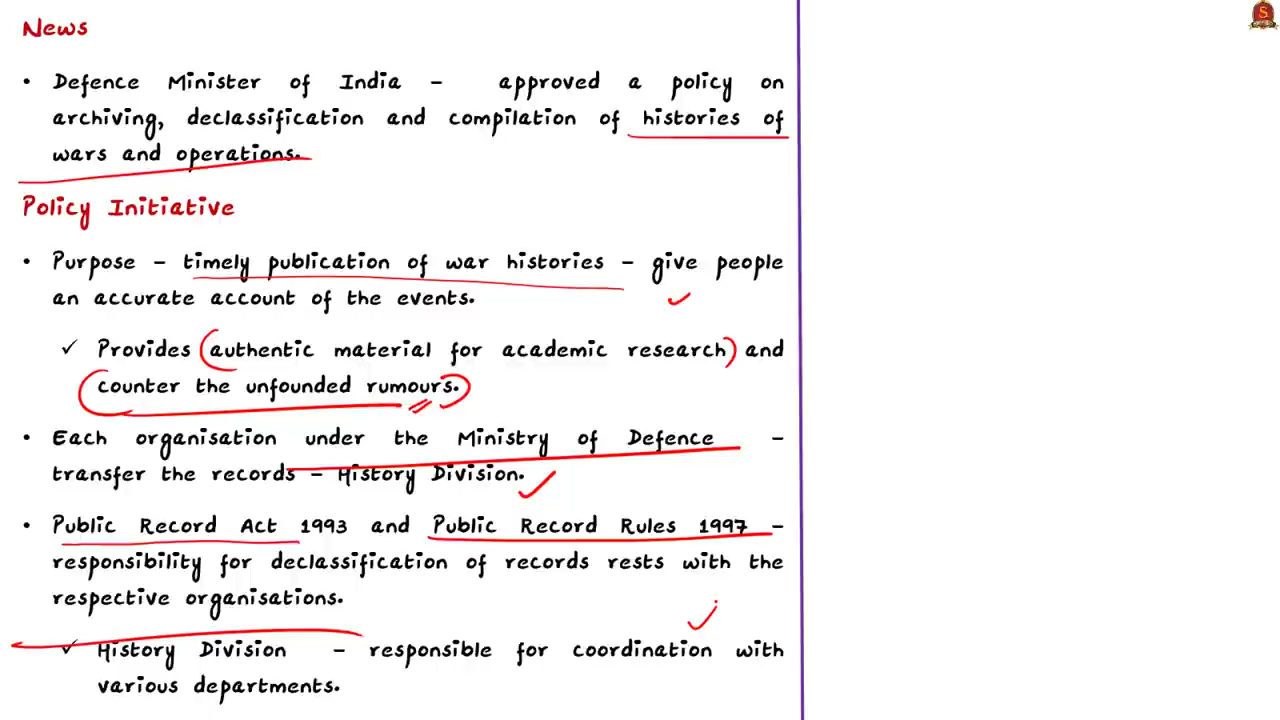 News
• Defence Minister of India – approved a policy on
archiving, declassification and compilation of histories of
wars and operations.
Policy Initiative
• Purpose – timely publication of war histories – give people
an accurate account of the events.
✓ Provides authentic material for academic research and
counter the unfounded rumours.
• Each organisation under the Ministry of Defence –
transfer the records – History Division.
• Public Record Act 1993 and Public Record Rules 1997 –
responsibility for declassification of records rests with the
respective organisations.
✓ History Division – responsible for coordination with
various departments.